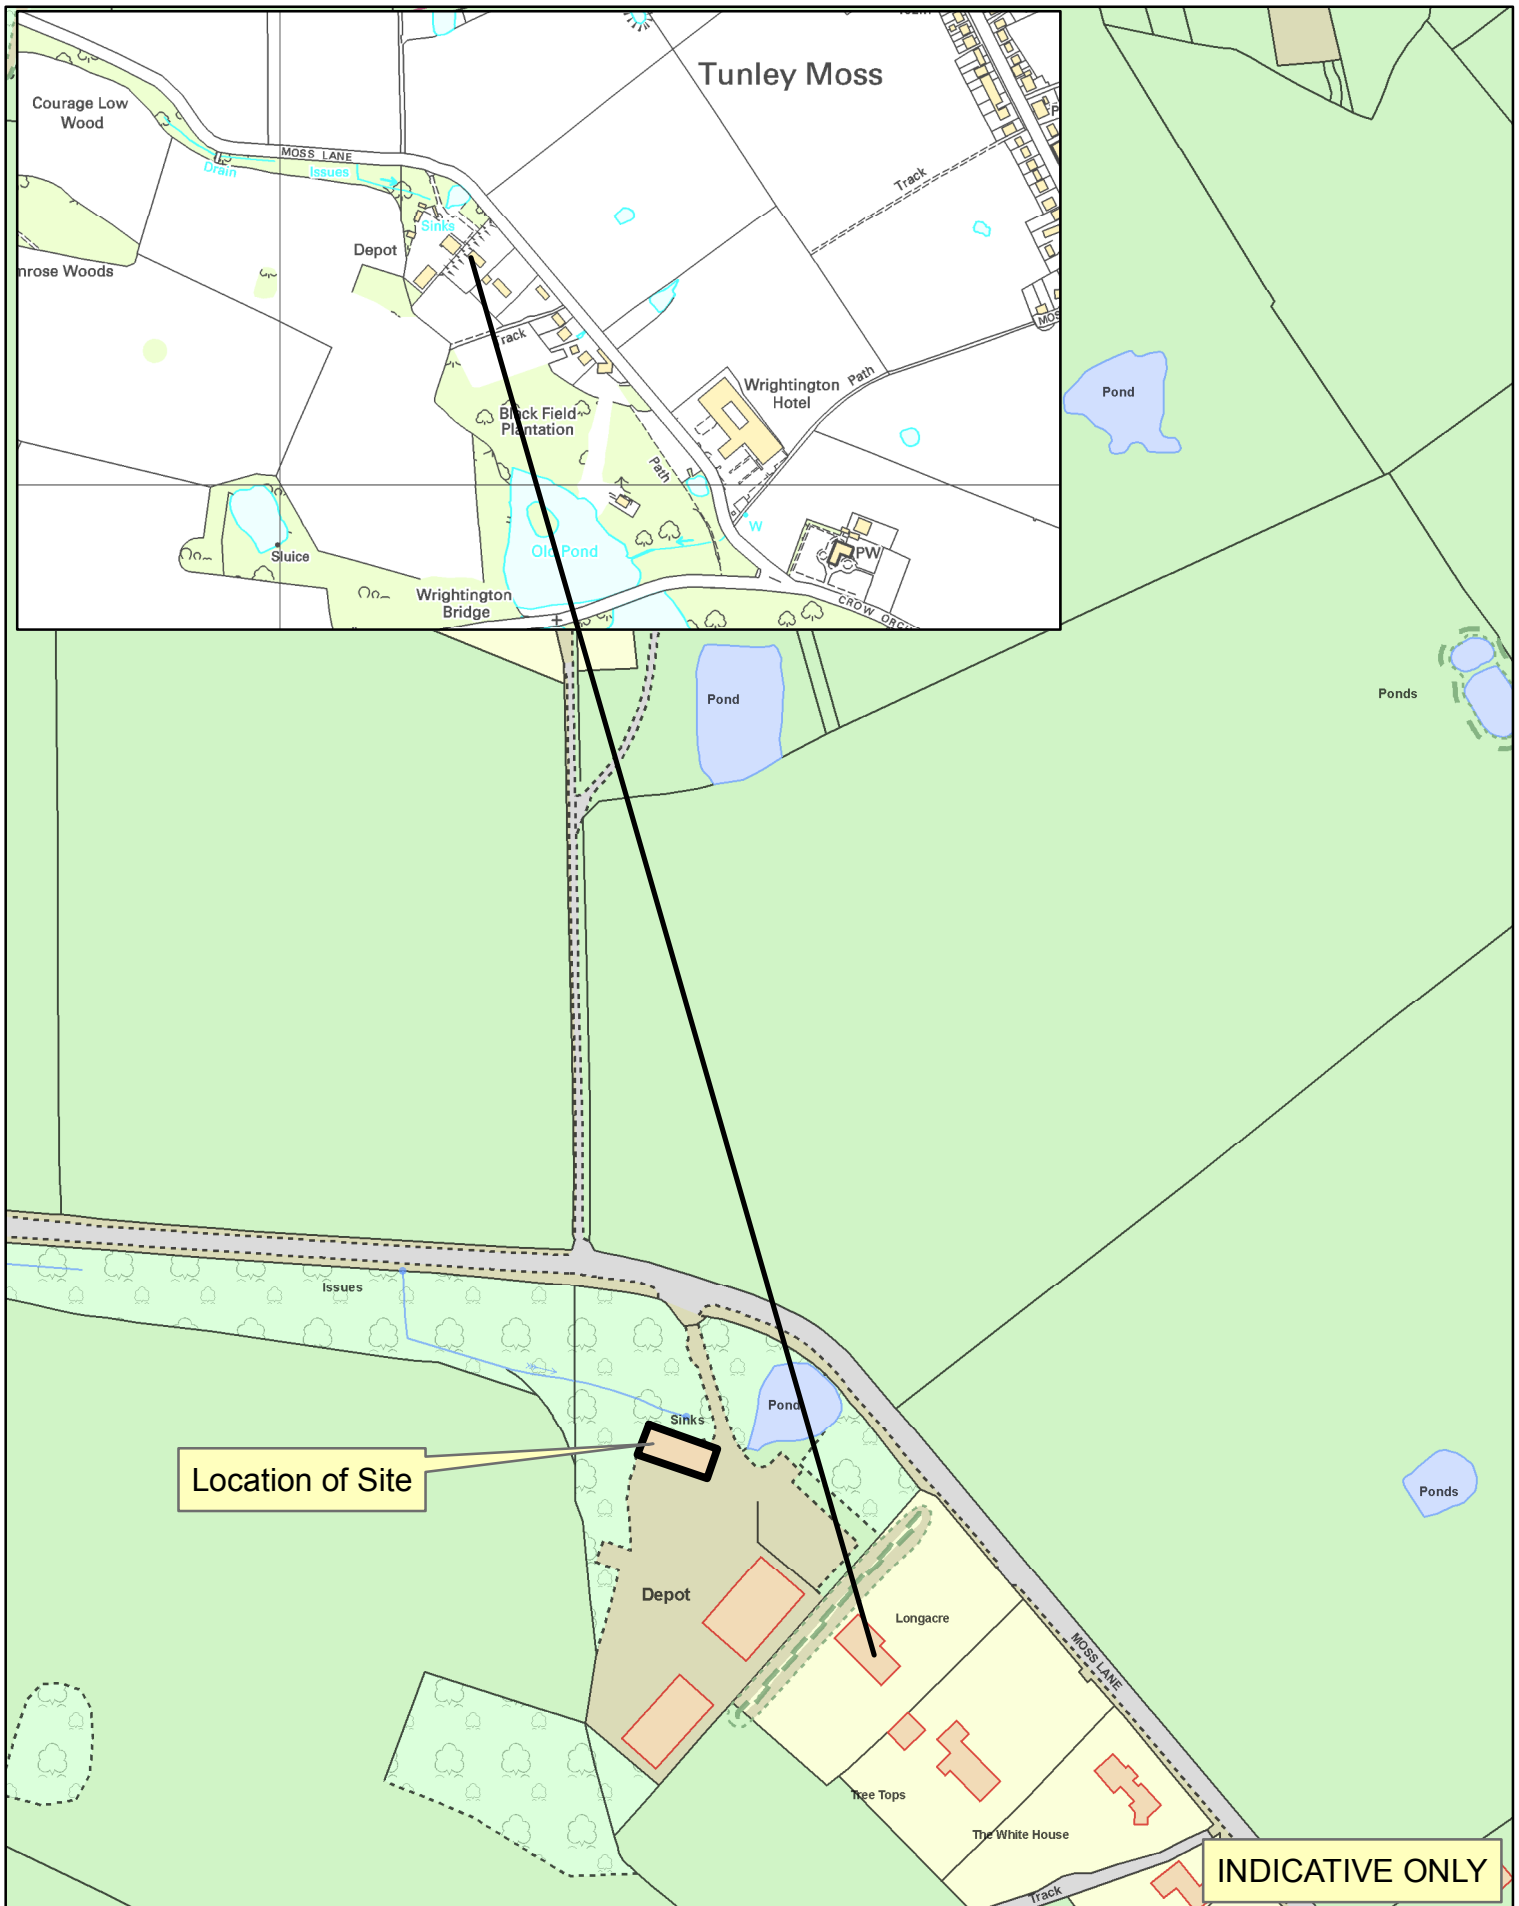 Tunley Moss
Courage Low
Wood
MOSS LANE
Drain
Issues
Track
Sinks
Depot
nrose Woods
Track
Wrightington
Hotel
Path
Black Field
Plantation
Path
W
Old Pond
Sluice
PW
Wrightington
Bridge
CROW ORC
MOS
P
Pond
Pond
Ponds
Issues
Pond
Sinks
Location of Site
Ponds
Depot
Longacre
MOSS LANE
Tree Tops
The White House
INDICATIVE ONLY
Track